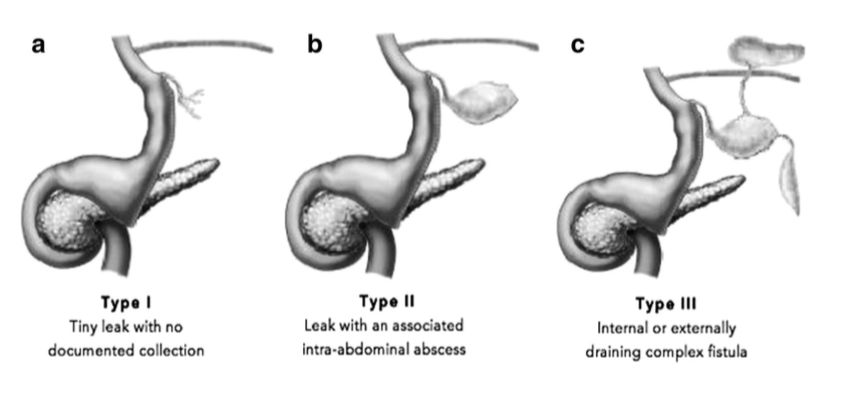 a
b
c
Type I
Tiny leak with no
documented collection
Type II
Leak with an associated
intra-abdominal abscess
Type III
Internal or externally
draining complex fistula